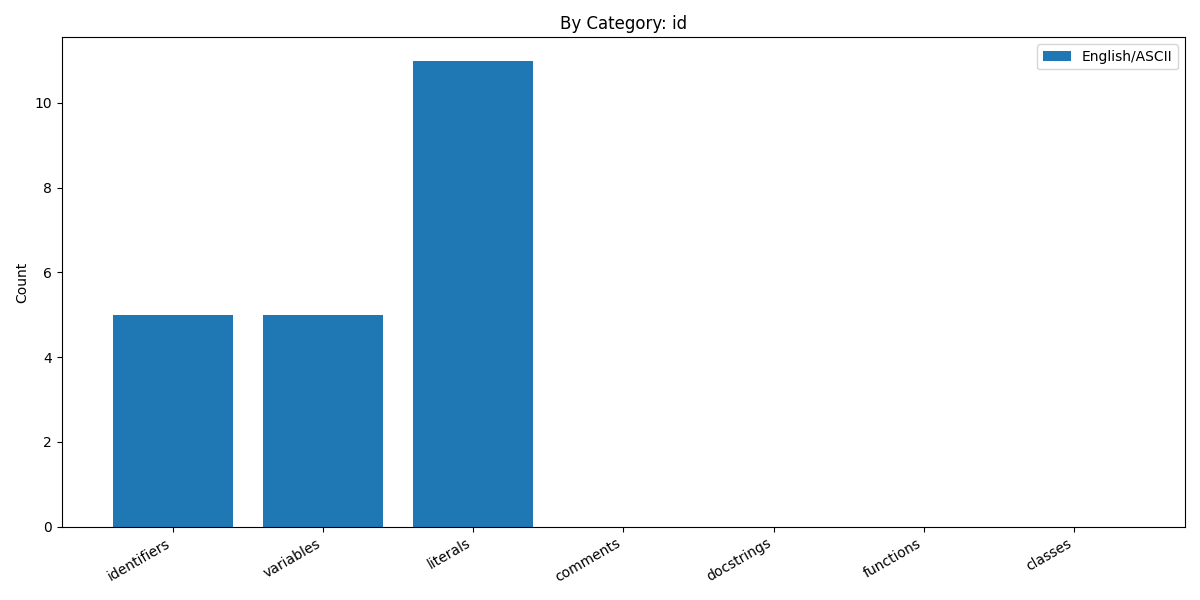 By Category: id
English/ASCII
Count
10
8
6
4
2
0
identifiers
variables
literals
comments
docstrings
functions
classes